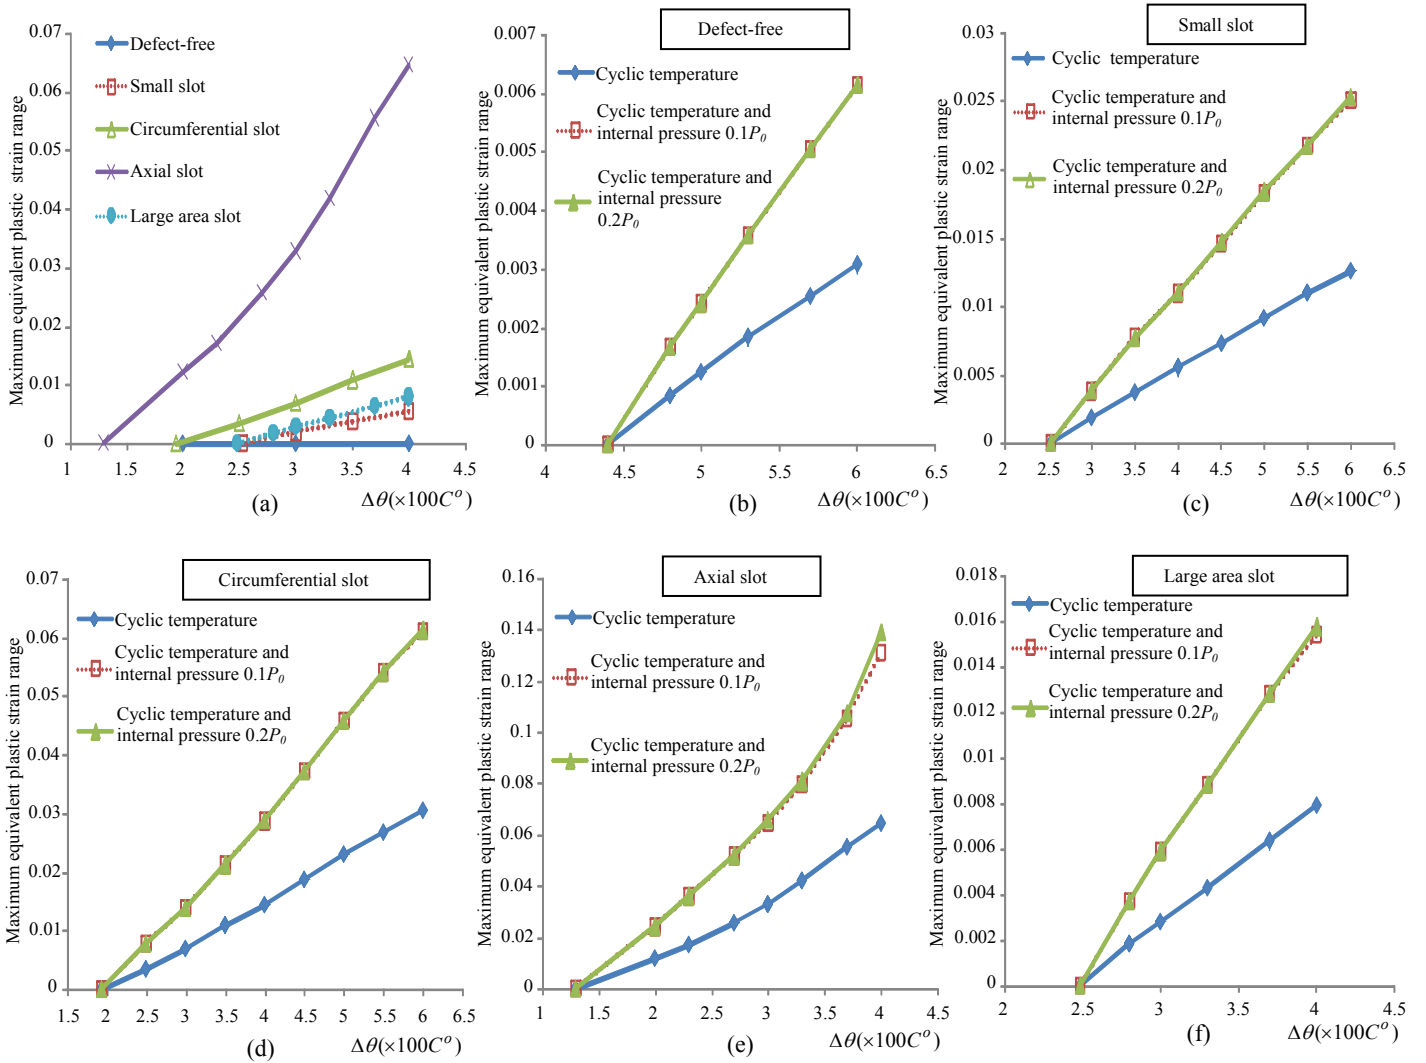 Maximum equivalent plastic strain range
0.07
0.06
0.05
0.04
0.03
0.02
0.01
0
1
1.5
2
2.5
3
3.5
4
4.5
Defect-free
Small slot
Circumferential slot
Axial slot
Large area slot
(a)
Δθ(×100Cᵒ)
Defect-free
Maximum equivalent plastic strain range
0.007
0.006
0.005
0.004
0.003
0.002
0.001
0
4
4.5
5
5.5
6
6.5
Cyclic temperature
Cyclic temperature and
internal pressure 0.1P₀
Cyclic temperature and
internal pressure
0.2P₀
(b)
Δθ(×100Cᵒ)
Small slot
Maximum equivalent plastic strain range
0.03
0.025
0.02
0.015
0.01
0.005
0
2
2.5
3
3.5
4
4.5
5
5.5
6
6.5
Cyclic temperature
Cyclic temperature and
internal pressure 0.1P₀
Cyclic temperature and
internal pressure 0.2P₀
(c)
Δθ(×100Cᵒ)
Circumferential slot
Maximum equivalent plastic strain range
0.07
0.06
0.05
0.04
0.03
0.02
0.01
0
1.5
2
2.5
3
3.5
4
4.5
5
5.5
6
6.5
Cyclic temperature
Cyclic temperature and
internal pressure 0.1P₀
Cyclic temperature and
internal pressure 0.2P₀
(d)
Δθ(×100Cᵒ)
Axial slot
Maximum equivalent plastic strain range
0.16
0.14
0.12
0.1
0.08
0.06
0.04
0.02
0
1
1.5
2
2.5
3
3.5
4
4.5
Cyclic temperature
Cyclic temperature and
internal pressure 0.1P₀
Cyclic temperature and
internal pressure 0.2P₀
(e)
Δθ(×100Cᵒ)
Large area slot
Maximum equivalent plastic strain range
0.018
0.016
0.014
0.012
0.01
0.008
0.006
0.004
0.002
0
2
2.5
3
3.5
4
4.5
Cyclic temperature
Cyclic temperature and
internal pressure 0.1P₀
Cyclic temperature and
internal pressure 0.2P₀
(f)
Δθ(×100Cᵒ)